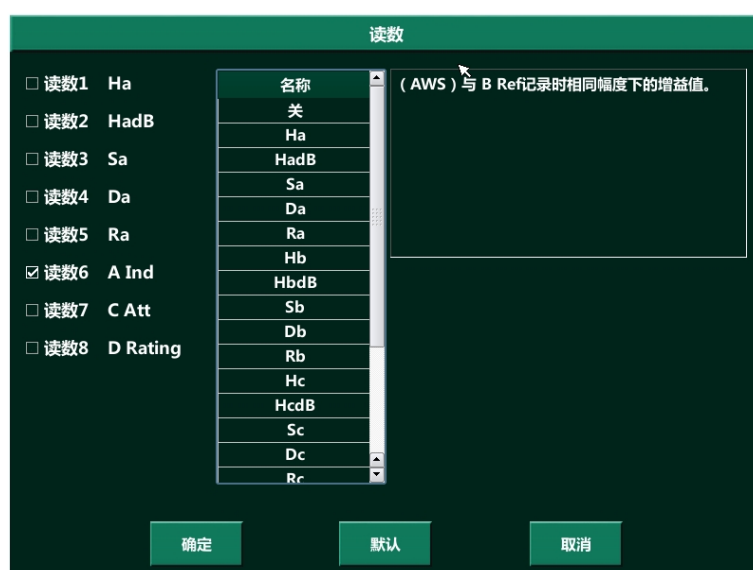 读数
读数1 Ha
读数2 HadB
读数3 Sa
读数4 Da
读数5 Ra
读数6 A Ind
读数7 C Att
读数8 D Rating
名称
关
Ha
HadB
Sa
Da
Ra
Hb
HbdB
Sb
Db
Rb
Hc
HcdB
Sc
Dc
Rc
（AWS）与 B Ref记录时相同幅度下的增益值。
确定
默认
取消